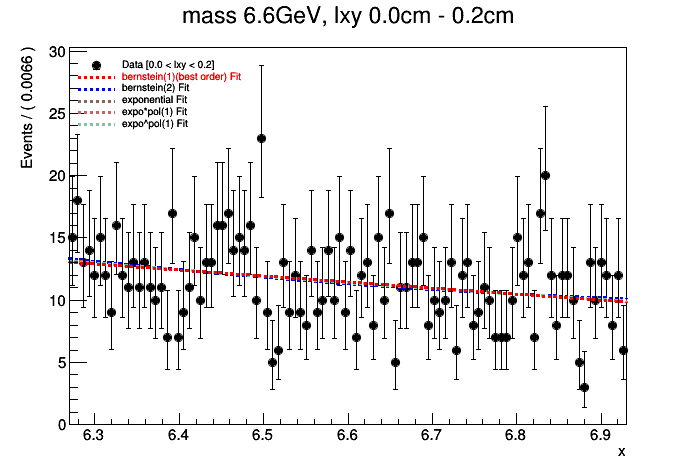 mass 6.6GeV, lxy 0.0cm - 0.2cm
Events / ( 0.0066 )
30
25
20
15
10
5
0
Data [0.0 < lxy < 0.2]
bernstein(1)(best order) Fit
bernstein(2) Fit
exponential Fit
expo*pol(1) Fit
expo^pol(1) Fit
6.3 6.4 6.5 6.6 6.7 6.8 6.9
x